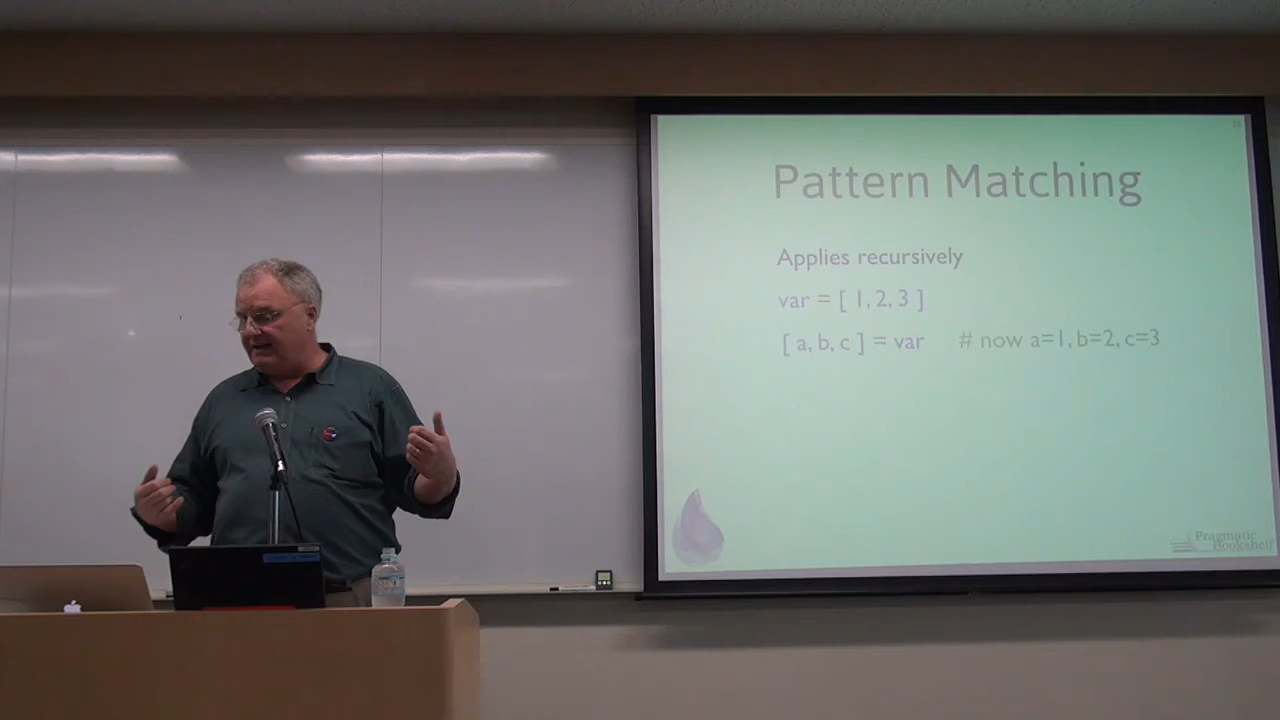 Pattern Matching
Applies recursively
var = [ 1, 2, 3 ]
[ a, b, c ] = var # now a=1, b=2, c=3
Pragmatic
Bookshelf